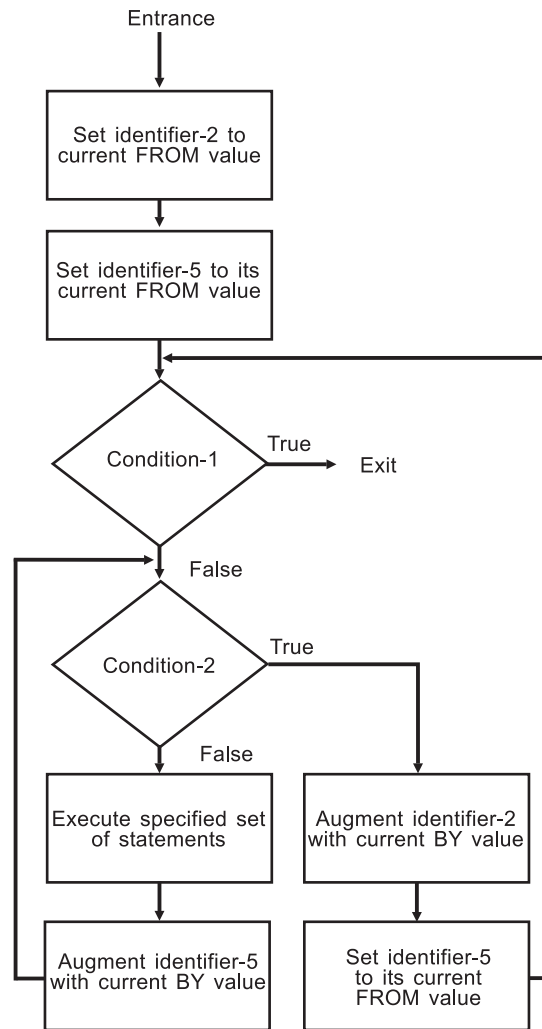 Entrance
Set identifier-2 to
current FROM value
Set identifier-5 to its
current FROM value
Condition-1
True
Exit
False
Condition-2
True
False
Execute specified set
of statements
Augment identifier-2
with current BY value
Augment identifier-5
with current BY value
Set identifier-5
to its current
FROM value